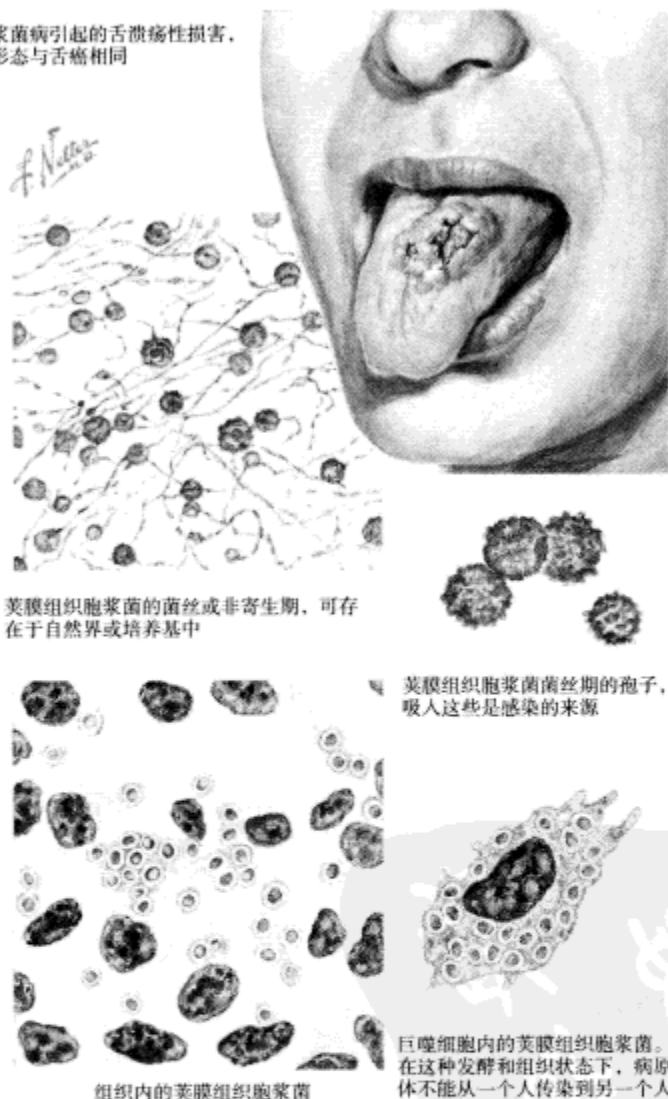 浆菌病引起的舌溃疡性损害，
形态与舌癌相同
荚膜组织胞浆菌的菌丝或非寄生期，可存
在于自然界或培养基中
荚膜组织胞浆菌菌丝期的孢子，
吸入这些是感染的来源
组织内的荚膜组织胞浆菌
巨噬细胞内的荚膜组织胞浆菌。
在这种发酵和组织状态下，病原
体不能从一个人传染到另一个人